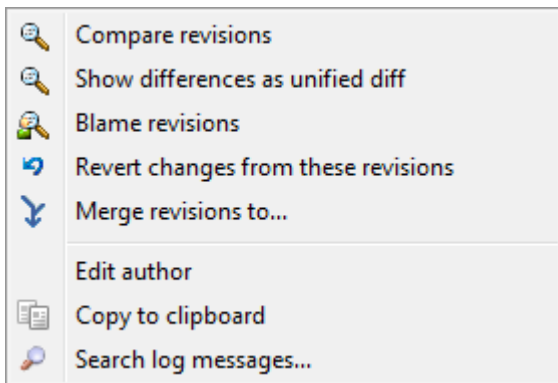 Compare revisions
Show differences as unified diff
Blame revisions
Revert changes from these revisions
Merge revisions to...
Edit author
Copy to clipboard
Search log messages...